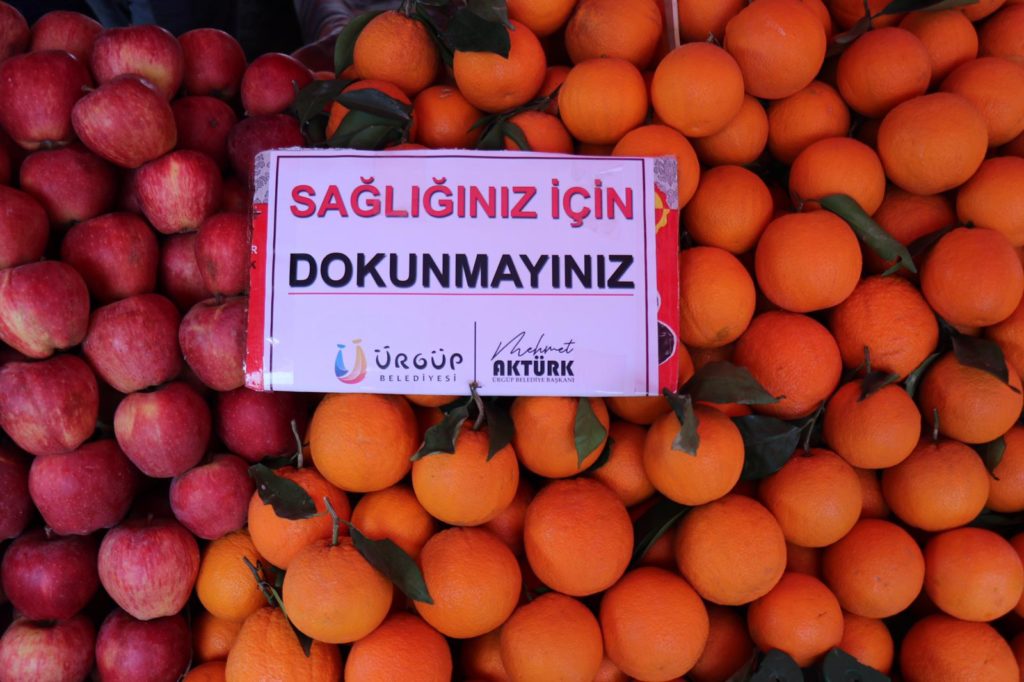 SAĞLIĞINIZ İÇİN
DOKUNMAYINIZ
ÜRGÜP
BELEDİYESİ
Mehmet
AKTÜRK
ÜRGÜP BELEDİYE BAŞKANI